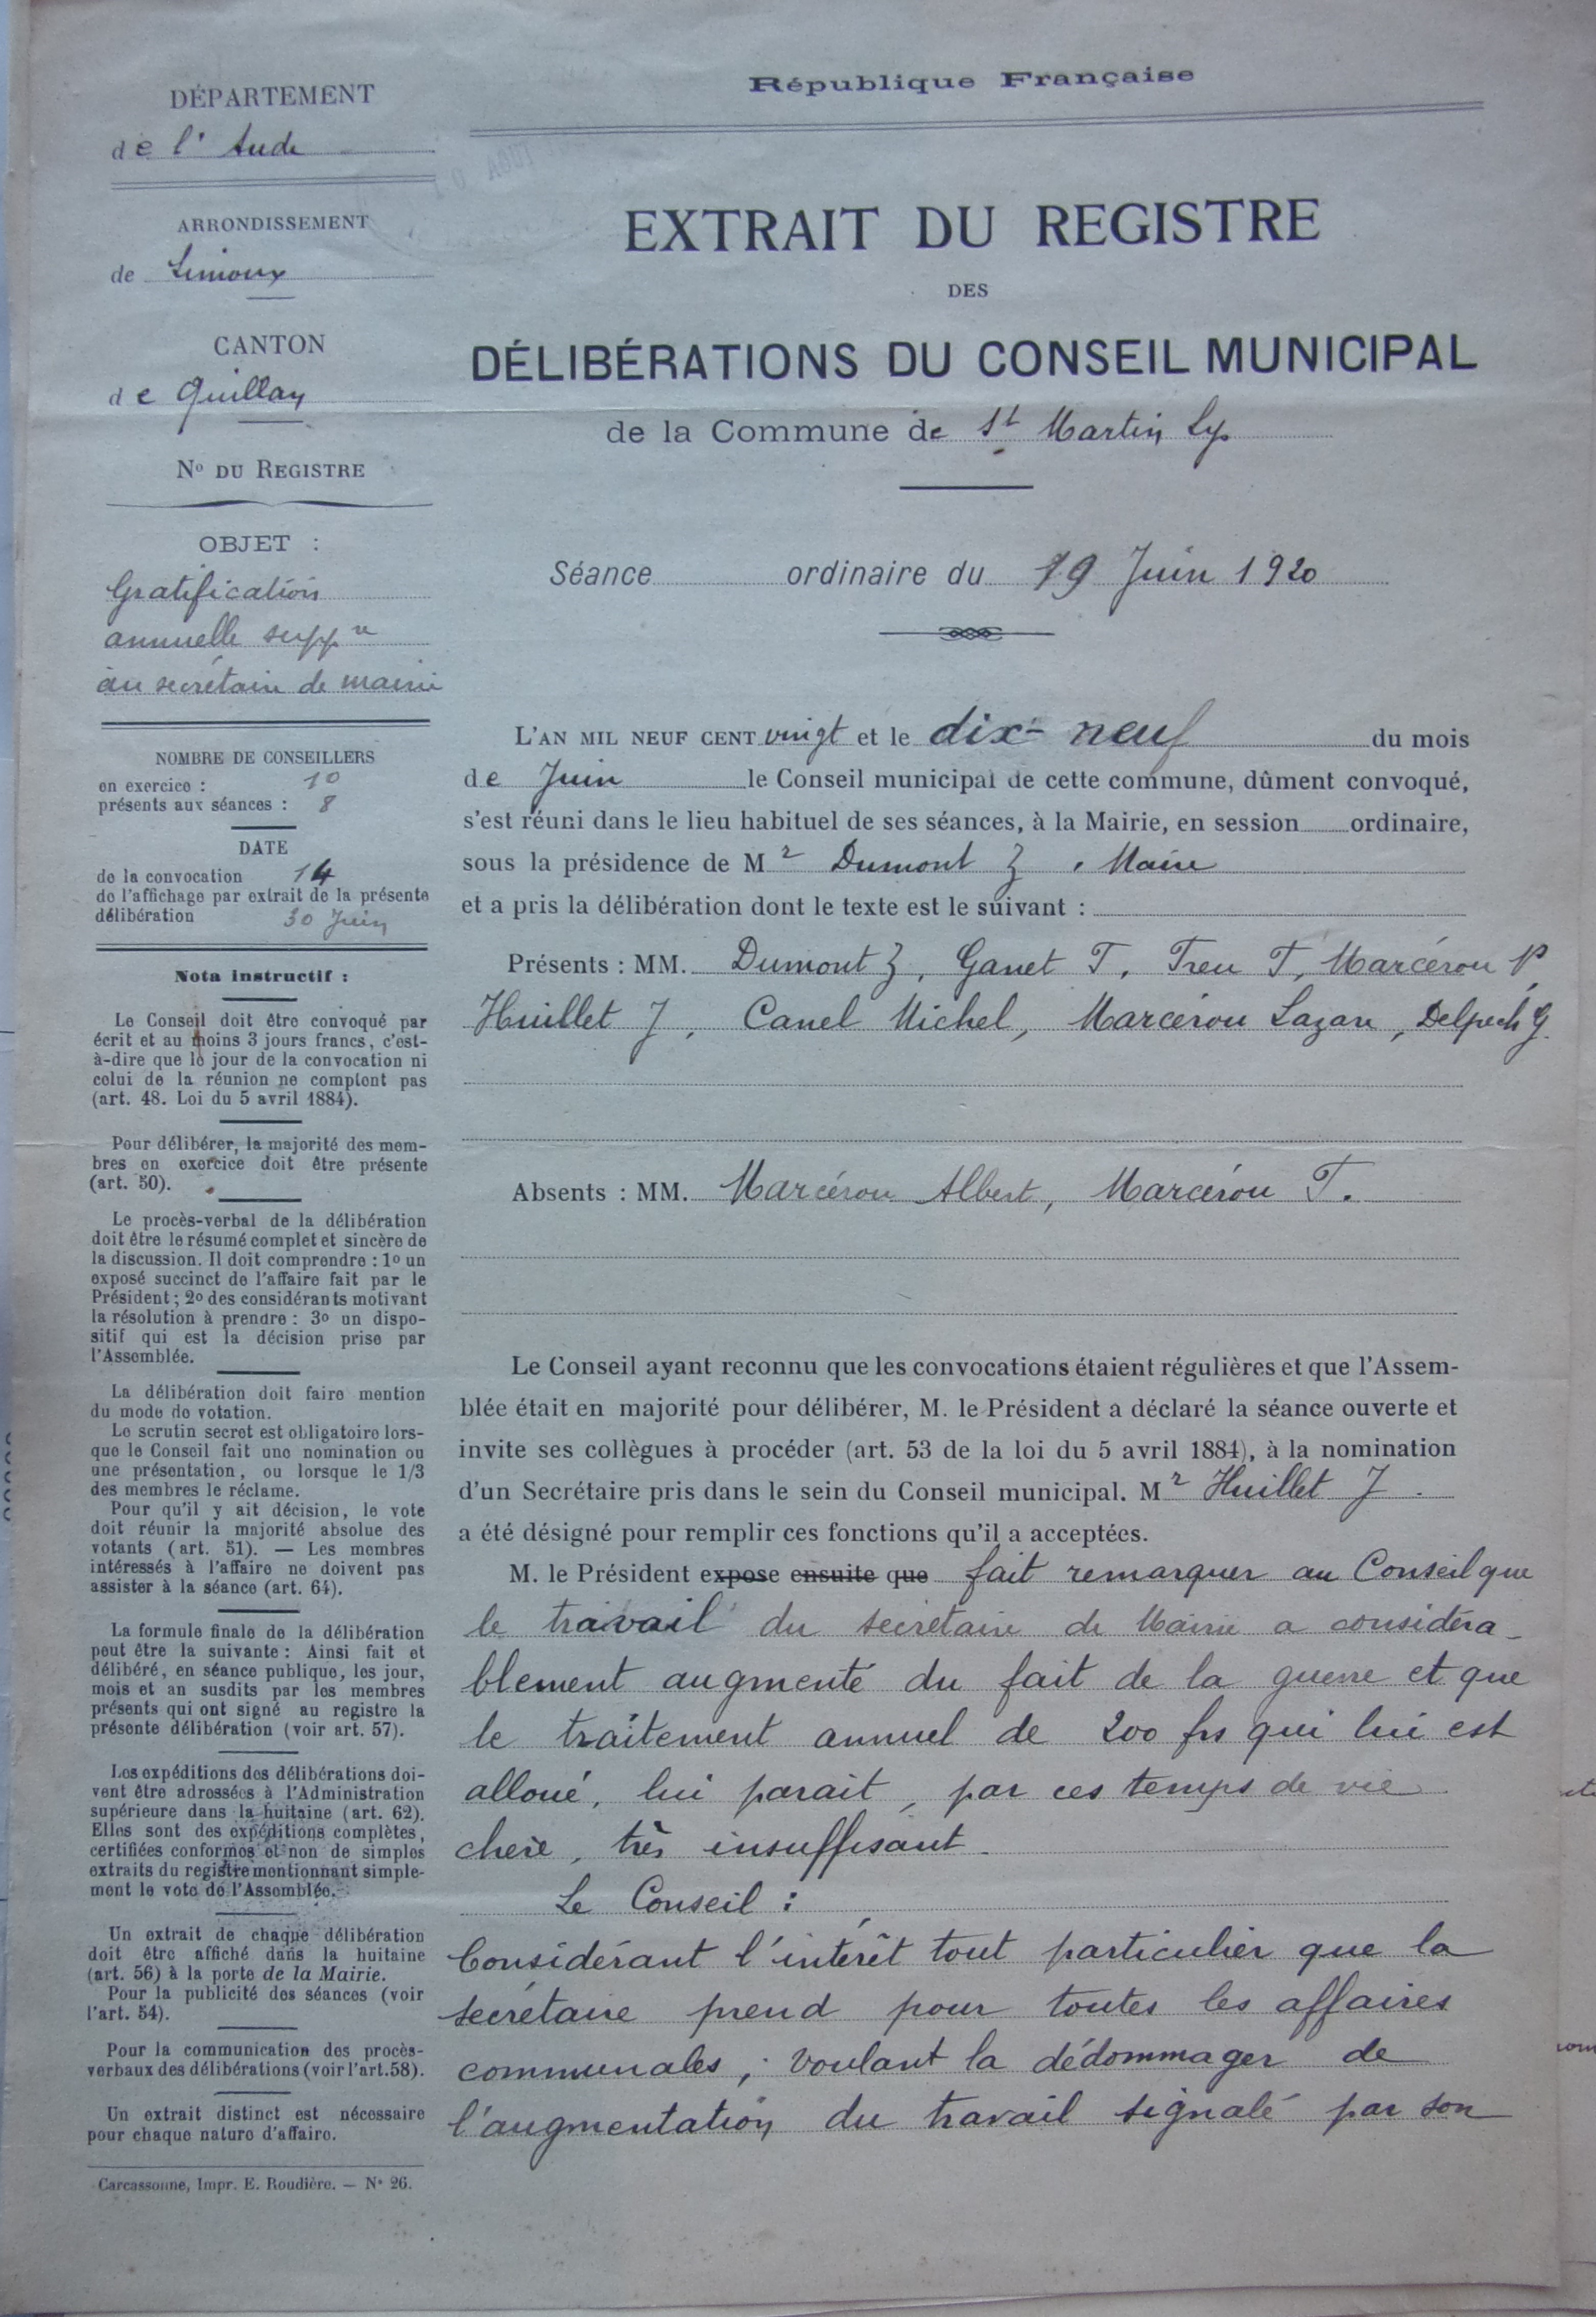 DÉPARTEMENT
de l'Aude
ARRONDISSEMENT
de Limoux
CANTON
de Quillan
No DU REGISTRE
OBJET :
Gratification
annuelle suppre
au secrétaire de mairie
NOMBRE DE CONSEILLERS
en exercice : 10
présents aux séances : 8
DATE
de la convocation 14
de l'affichage par extrait de la présente
délibération 30 Juin
Nota instructif :
Le Conseil doit être convoqué par
écrit et au moins 3 jours francs, c'est-
à-dire que le jour de la convocation ni
celui de la réunion ne comptent pas
(art. 48. Loi du 5 avril 1884).
Pour délibérer, la majorité des mem-
bres en exercice doit être présente
(art. 50).
Le procès-verbal de la délibération
doit être le résumé complet et sincère de
la discussion. Il doit comprendre : 1o un
exposé succinct de l'affaire fait par le
Président ; 2o des considérants motivant
la résolution à prendre : 3o un dispo-
sitif qui est la décision prise par
l'Assemblée.
La délibération doit faire mention
du mode de votation.
Le scrutin secret est obligatoire lors-
que le Conseil fait une nomination ou
une présentation, ou lorsque le 1/3
des membres le réclame.
Pour qu'il y ait décision, le vote
doit réunir la majorité absolue des
votants (art. 51). — Les membres
intéressés à l'affaire ne doivent pas
assister à la séance (art. 64).
La formule finale de la délibération
peut être la suivante : Ainsi fait et
délibéré, en séance publique, les jour,
mois et an susdits par les membres
présents qui ont signé au registre la
présente délibération (voir art. 57).
Les expéditions des délibérations doi-
vent être adressées à l'Administration
supérieure dans la huitaine (art. 62).
Elles sont des expéditions complètes,
certifiées conformes et non de simples
extraits du registre mentionnant simple-
ment le vote de l'Assemblée.
Un extrait de chaque délibération
doit être affiché dans la huitaine
(art. 56) à la porte de la Mairie.
Pour la publicité des séances (voir
l'art. 54).
Pour la communication des procès-
verbaux des délibérations (voir l'art. 58).
Un extrait distinct est nécessaire
pour chaque nature d'affaire.
Carcassonne, Impr. E. Roudière. — No 26.
République Française
EXTRAIT DU REGISTRE
DES
DÉLIBÉRATIONS DU CONSEIL MUNICIPAL
de la Commune de St Martin Lys
Séance ordinaire du 19 Juin 1920
L'AN MIL NEUF CENT vingt et le dix-neuf du mois
de Juin le Conseil municipal de cette commune, dûment convoqué,
s'est réuni dans le lieu habituel de ses séances, à la Mairie, en session ordinaire,
sous la présidence de Mr Dumont Z, Maire
et a pris la délibération dont le texte est le suivant :
Présents : MM. Dumont Z, Ganet T, Treu T, Marcérou P
Huillet J, Canel Michel, Marcérou Lazare, Delpech G.
Absents : MM. Marcérou Albert, Marcérou T.
Le Conseil ayant reconnu que les convocations étaient régulières et que l'Assem-
blée était en majorité pour délibérer, M. le Président a déclaré la séance ouverte et
invite ses collègues à procéder (art. 53 de la loi du 5 avril 1884), à la nomination
d'un Secrétaire pris dans le sein du Conseil municipal. Mr Huillet J.
a été désigné pour remplir ces fonctions qu'il a acceptées.
M. le Président expose ensuite que fait remarquer au Conseil que
le travail du secrétaire de Mairie a considéra-
blement augmenté du fait de la guerre et que
le traitement annuel de 200 frs qui lui est
alloué, lui parait, par ces temps de vie
chère, très insuffisant.
Le Conseil :
Considérant l'intérêt tout particulier que la
secrétaire prend pour toutes les affaires
communales ; voulant la dédommager de
l'augmentation du travail signalé par son